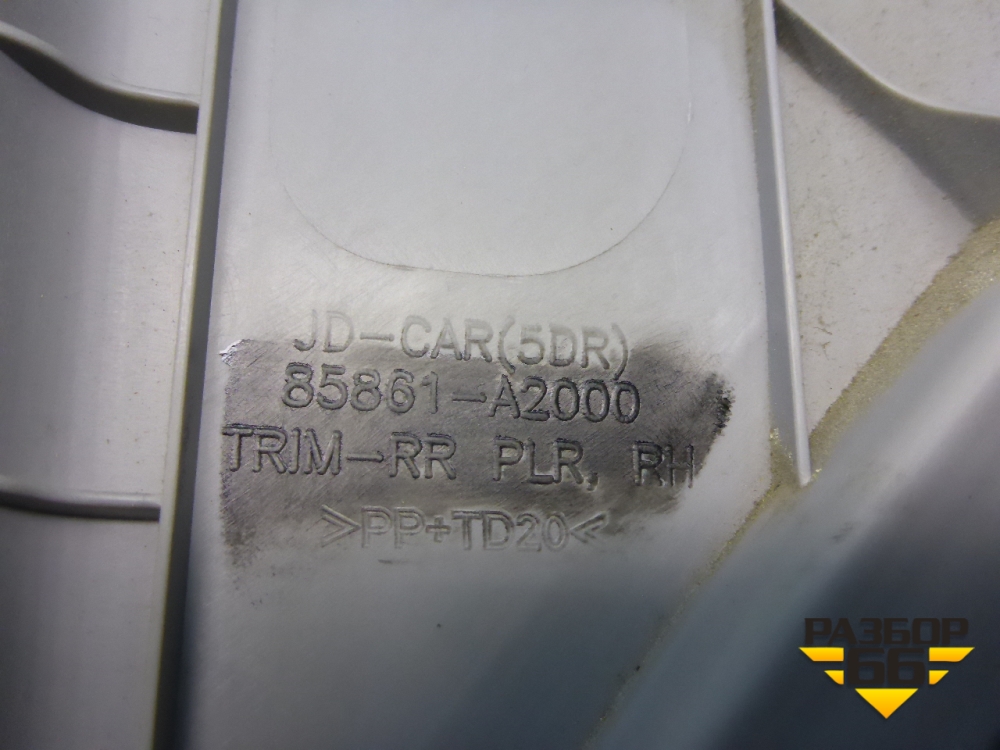 JD-CAR(5DR)
85861-A2000
TRIM-RR PLR, RH
>PP+TD20<
РАЗБОР
66